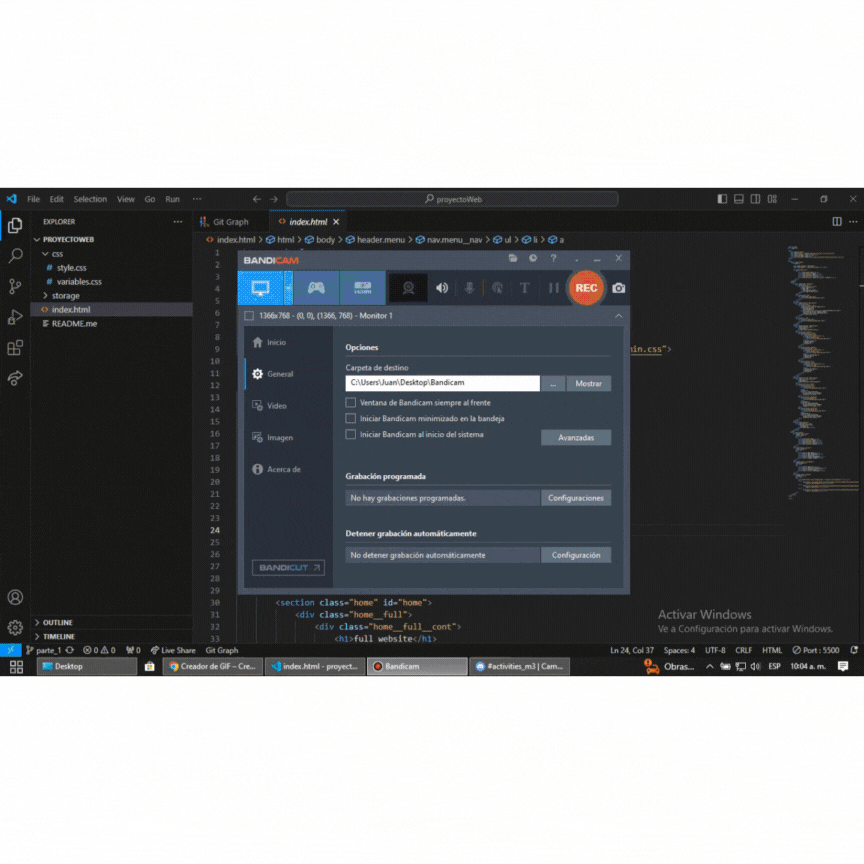 File Edit Selection View Go Run ··· proyectoWeb
EXPLORER ···
Git Graph
index.html
PROYECTOWEB
css
style.css
variables.css
storage
index.html
README.me
index.html > html > body > header.menu > nav.menu__nav > ul > li > a
1
2
3
4
5
6
7
8
9
10
11
12
13
14
15
16
17
18
19
20
21
22
23
24
25
26
27
28
29
30
31
32
33
BANDICAM
HDMI
REC
1366x768 - (0, 0), (1366, 768) - Monitor 1
Inicio
General
Video
Imagen
Acerca de
BANDICUT
Opciones
Carpeta de destino
C:\Users\Juan\Desktop\Bandicam
...
Mostrar
Ventana de Bandicam siempre al frente
Iniciar Bandicam minimizado en la bandeja
Iniciar Bandicam al inicio del sistema
Avanzadas
Grabación programada
No hay grabaciones programadas.
Configuraciones
Detener grabación automáticamente
No detener grabación automáticamente
Configuración
min.css">
<section class="home" id="home">
<div class="home__full">
<div class="home__full_cont">
<h1>full website</h1>
Activar Windows
Ve a Configuración para activar Windows.
OUTLINE
TIMELINE
parte_1 0 0 0 Live Share Git Graph Ln 24, Col 37 Spaces: 4 UTF-8 CRLF HTML Port : 5500
Desktop Creador de GIF – Cre... index.html - proyect... Bandicam #activities_m3 | Cam... Obras... ESP 10:04 a. m.